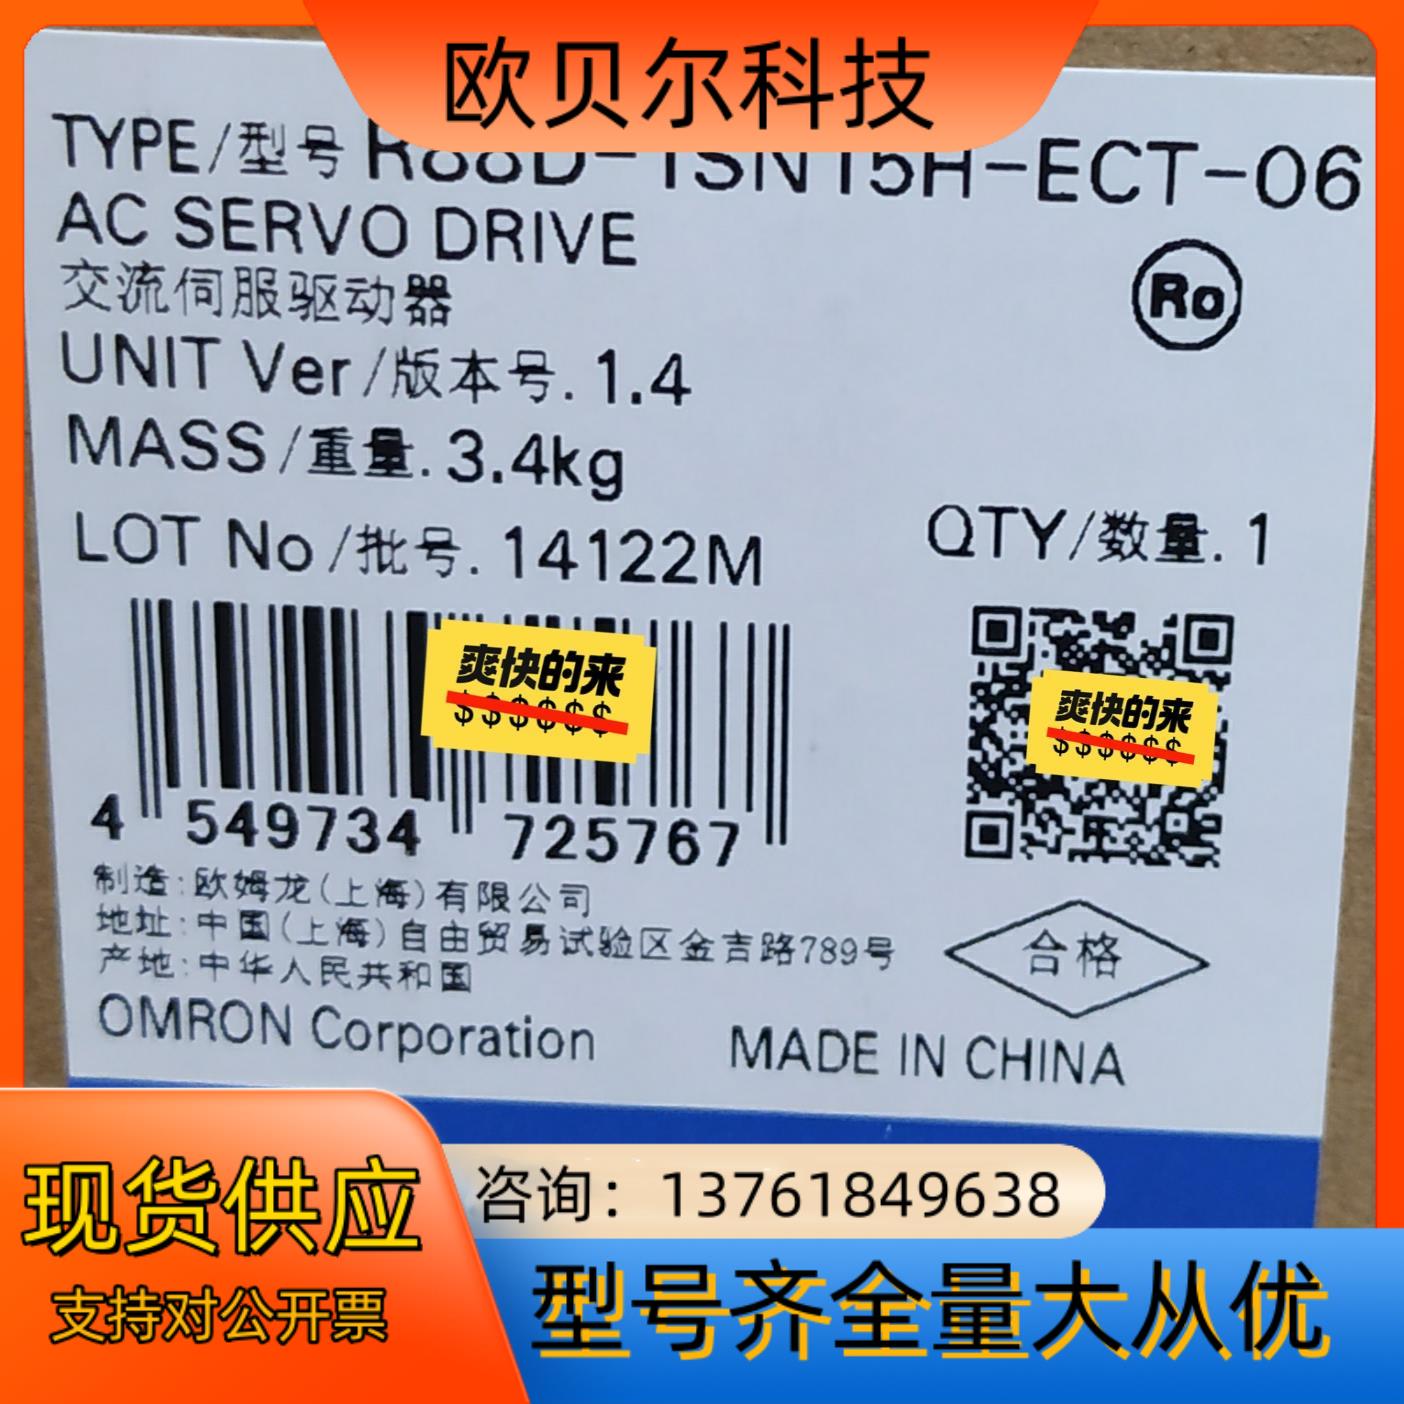 欧贝尔科技
TYPE/型号 R88D-1SN15H-ECT-06
AC SERVO DRIVE
交流伺服驱动器
Ro
UNIT Ver/版本号. 1.4
MASS/重量. 3.4kg
LOT No/批号. 14122M
QTY/数量. 1
爽快的来
$$$$$$
爽快的来
$$$$$$
4 549734 725767
制造:欧姆龙(上海)有限公司
地址:中国(上海)自由贸易试验区金吉路789号
产地:中华人民共和国
合格
OMRON Corporation
MADE IN CHINA
现货供应
支持对公开票
咨询：13761849638
型号齐全量大从优